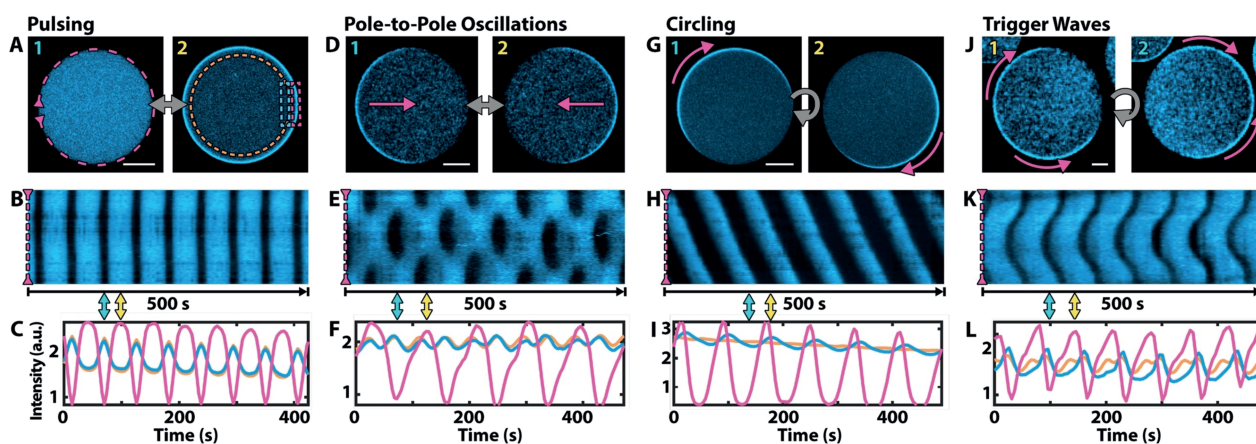 Pulsing
Pole-to-Pole Oscillations
Circling
Trigger Waves
A 1 2
D 1 2
G 1 2
J 1 2
B E H K
500 s 500 s 500 s 500 s
C F I L
Intensity (a.u.)
2
1
2
1
3
2
1
2
1
0 200 400
0 200 400
0 200 400
0 200 400
Time (s) Time (s) Time (s) Time (s)